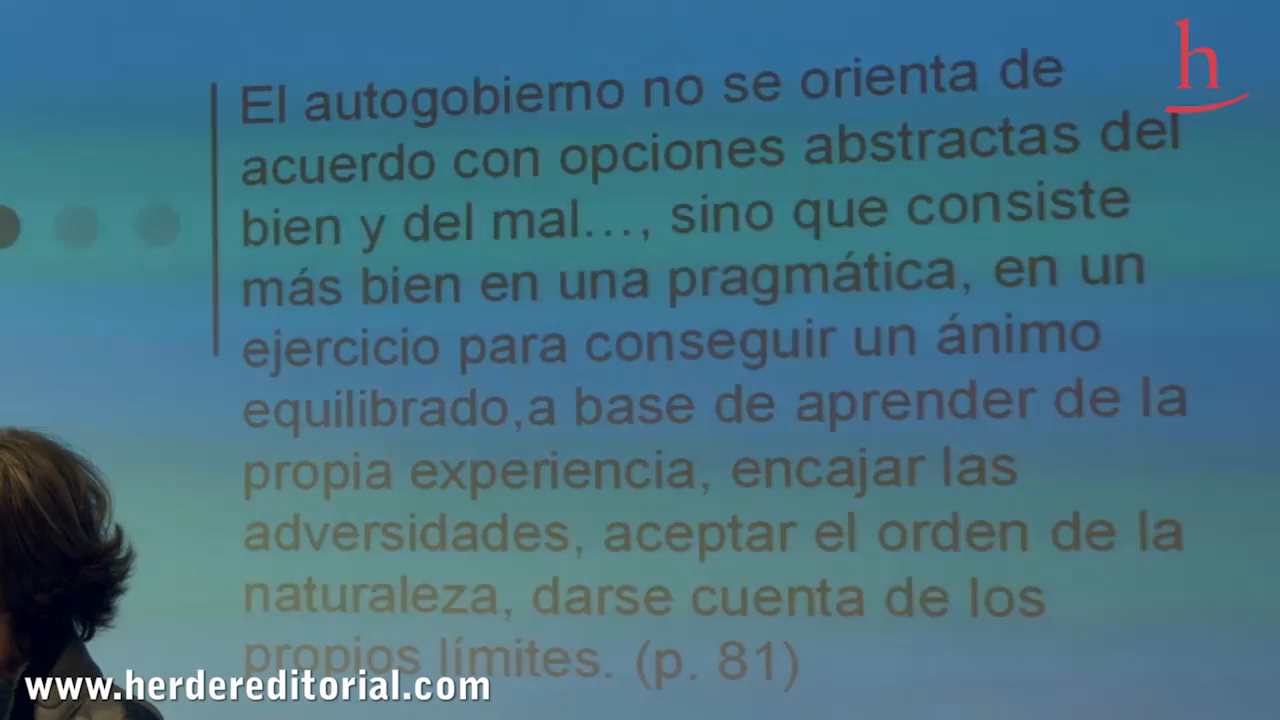 h
El autogobierno no se orienta de
acuerdo con opciones abstractas del
bien y del mal..., sino que consiste
más bien en una pragmática, en un
ejercicio para conseguir un ánimo
equilibrado,a base de aprender de la
propia experiencia, encajar las
adversidades, aceptar el orden de la
naturaleza, darse cuenta de los
propios límites. (p. 81)
www.herdereditorial.com